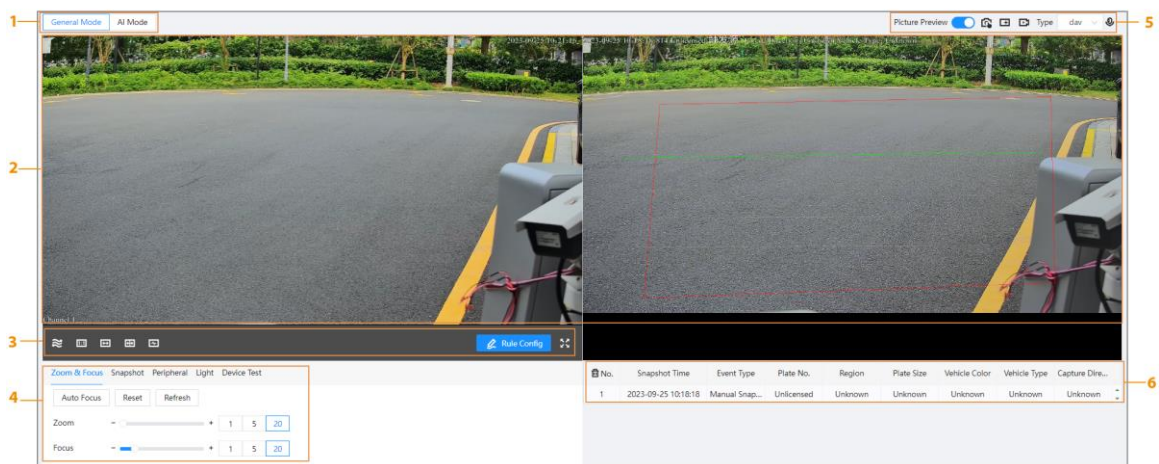 1
General Mode AI Mode
Picture Preview Type dav
5
2
Channel 1
3
Rule Config
Zoom & Focus Snapshot Peripheral Light Device Test
4
Auto Focus Reset Refresh
Zoom - + 1 5 20
Focus - + 1 5 20
No. Snapshot Time Event Type Plate No. Region Plate Size Vehicle Color Vehicle Type Capture Dire...
1 2023-09-25 10:18:18 Manual Snap... Unlicensed Unknown Unknown Unknown Unknown Unknown
6